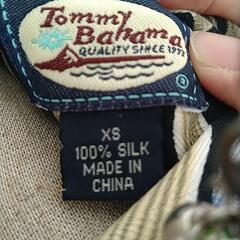 Tommy
Bahama
QUALITY SINCE 1993
®
XS
100% SILK
MADE IN
CHINA